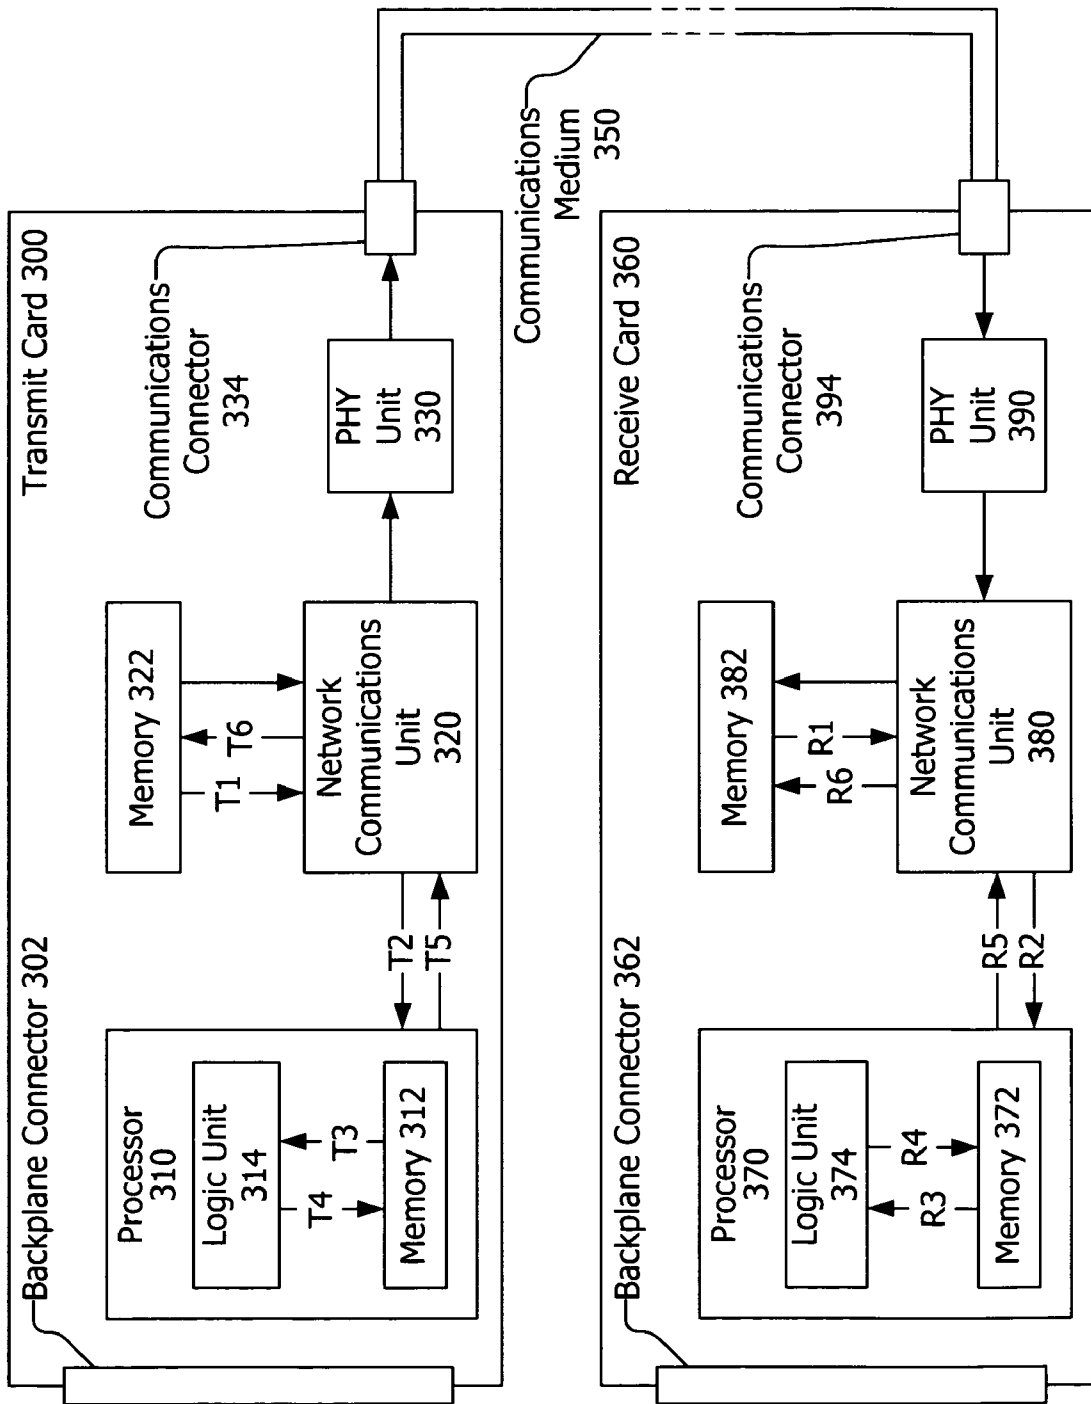 Transmit Card 300
Backplane Connector 302
Processor
310
Logic Unit
314
T4
T3
Memory 312
T2
T5
Memory 322
T1
T6
Network
Communications
Unit
320
PHY
Unit
330
Communications
Connector
334
Communications
Medium
350
Receive Card 360
Backplane Connector 362
Processor
370
Logic Unit
374
R3
R4
Memory 372
R5
R2
Memory 382
R6
R1
Network
Communications
Unit
380
PHY
Unit
390
Communications
Connector
394